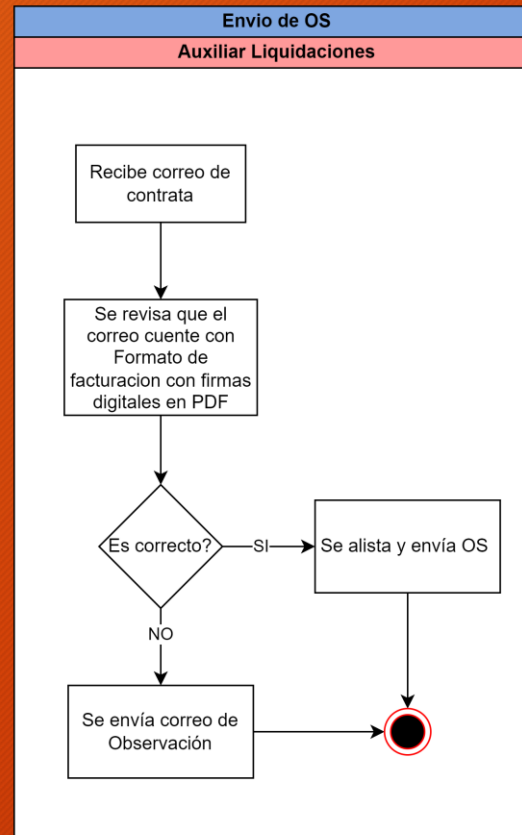 Envio de OS
Auxiliar Liquidaciones
Recibe correo de
contrata
Se revisa que el
correo cuente con
Formato de
facturacion con firmas
digitales en PDF
Es correcto?
SI
Se alista y envía OS
NO
Se envía correo de
Observación